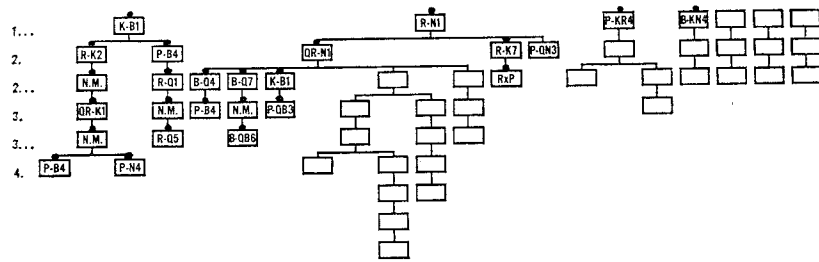 1... K-B1 R-N1 P-KR4 B-KN4
2. R-K2 P-B4 QR-N1 R-K7 P-QN3
2... N.M. R-Q1 B-Q4 B-Q7 K-B1 RxP
3. QR-K1 N.M. P-B4 N.M. P-QB3
3... N.M. R-Q5 B-QB6
4. P-B4 P-N4